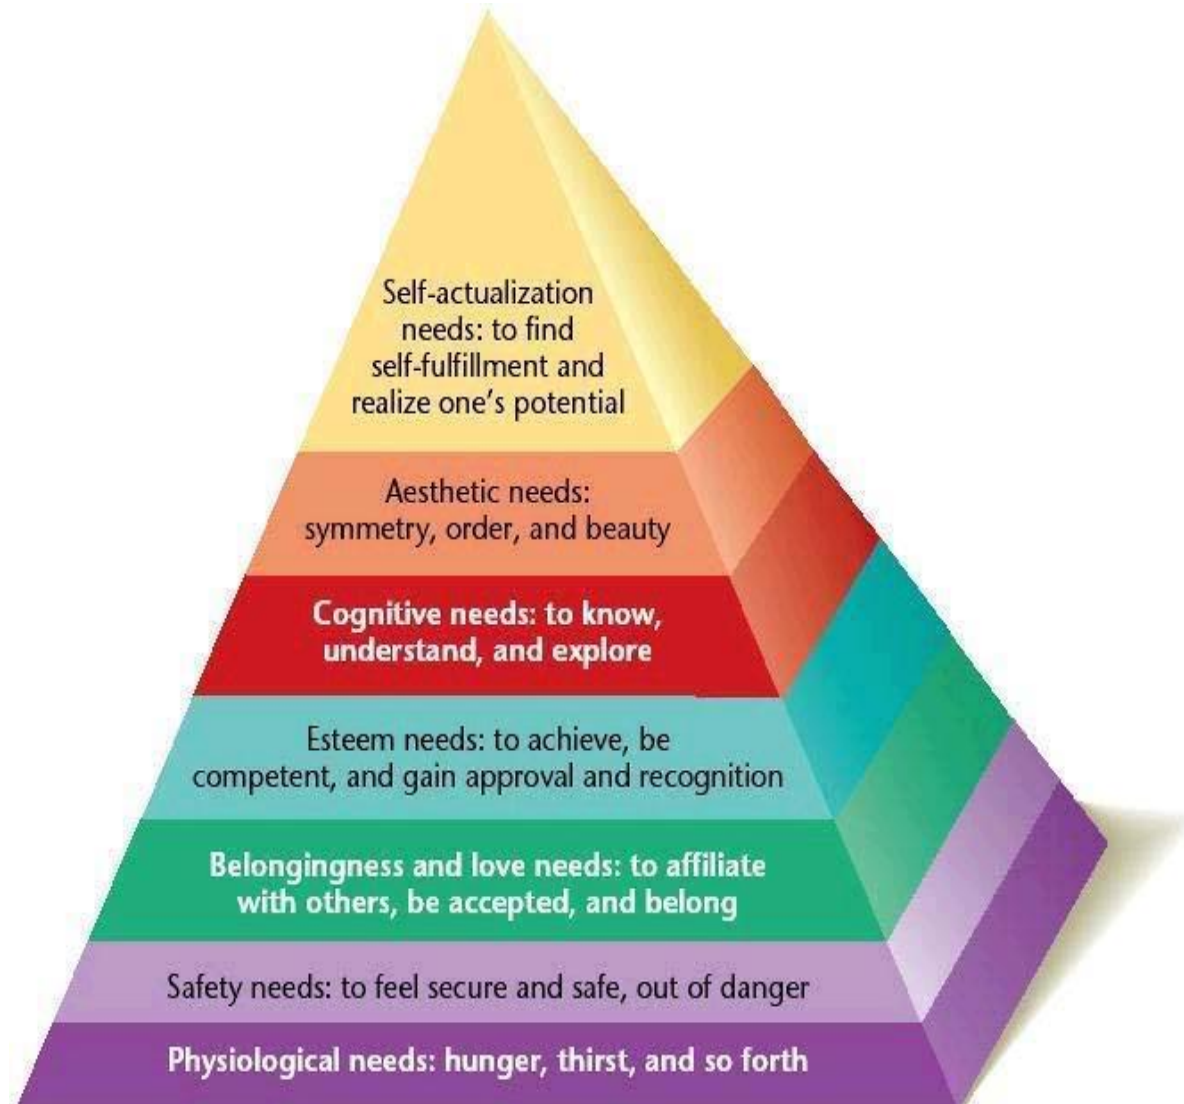 Self-actualization
needs: to find
self-fulfillment and
realize one's potential
Aesthetic needs:
symmetry, order, and beauty
Cognitive needs: to know,
understand, and explore
Esteem needs: to achieve, be
competent, and gain approval and recognition
Belongingness and love needs: to affiliate
with others, be accepted, and belong
Safety needs: to feel secure and safe, out of danger
Physiological needs: hunger, thirst, and so forth